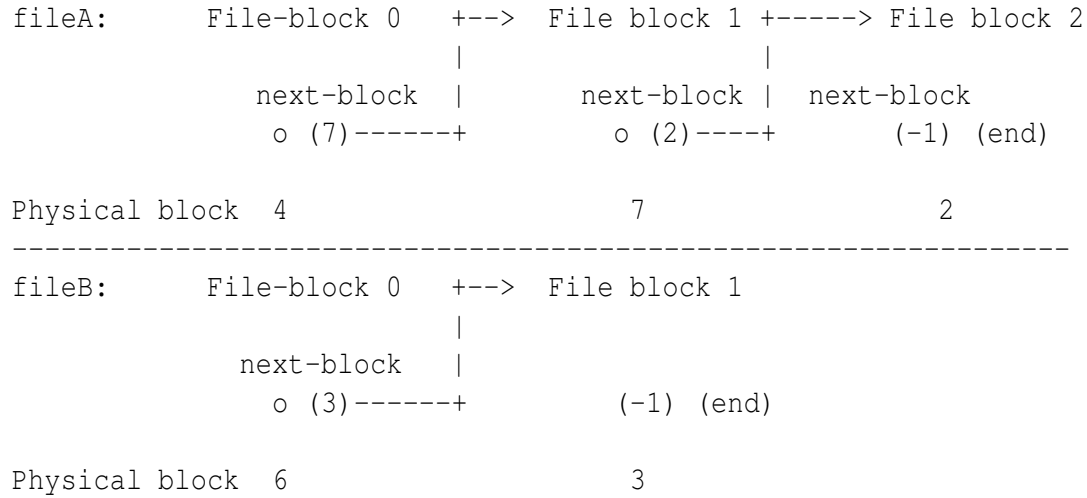 fileA:      File-block 0   +-->  File block 1 +-----> File block 2
                           |                  |
               next-block  |          next-block |  next-block
                o (7)------+         o (2)----+       (-1) (end)
Physical block  4                     7                  2
-----------------------------------------------------------------
fileB:      File-block 0   +-->  File block 1
                           |
              next-block   |
                o (3)------+         (-1) (end)
Physical block  6                     3